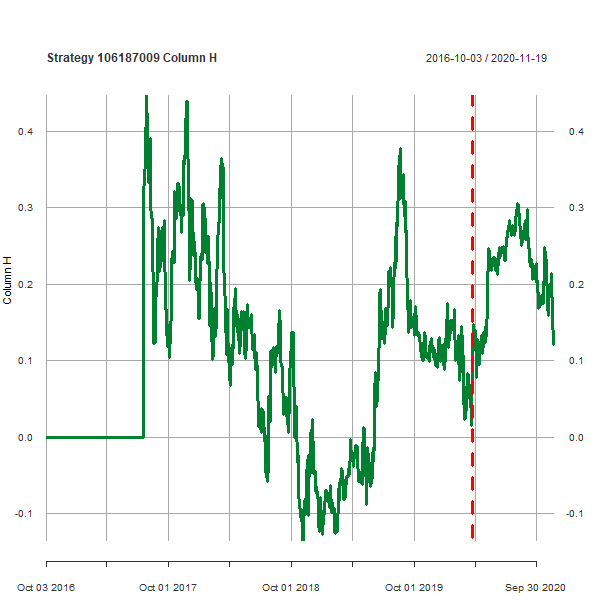 Strategy 106187009 Column H
2016-10-03 / 2020-11-19
0.4
0.4
0.3
0.3
0.2
0.2
0.1
0.1
0.0
0.0
-0.1
-0.1
Column H
Oct 03 2016
Oct 01 2017
Oct 01 2018
Oct 01 2019
Sep 30 2020